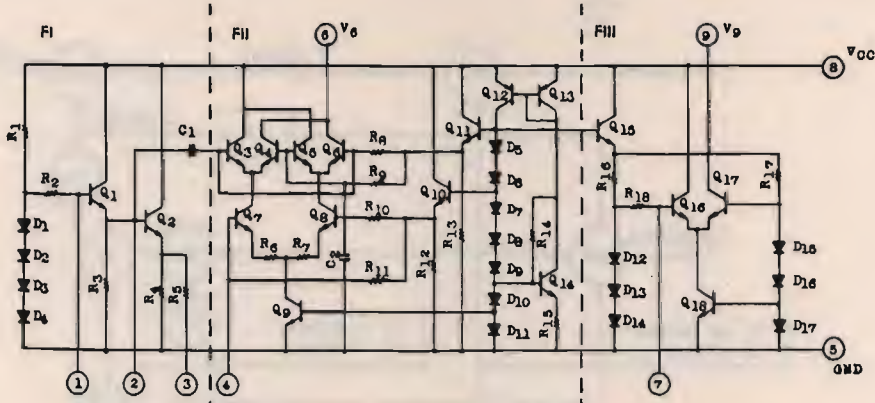 FI
FII
FIII
6 V6
9 V9
VCC
8
R1
R2
Q1
Q2
C1
Q3
Q4
Q5
Q6
R8
R9
Q11
Q12
Q13
D5
D6
Q15
R16
R18
Q16
Q17
R17
D1
D2
D3
D4
R3
R4
R5
Q7
Q8
R10
Q10
R13
D7
D8
D9
R14
R6
R7
C2
R11
R12
Q9
D10
D11
Q14
R15
D12
D13
D14
Q18
D15
D16
D17
1
2
3
4
7
5
GND